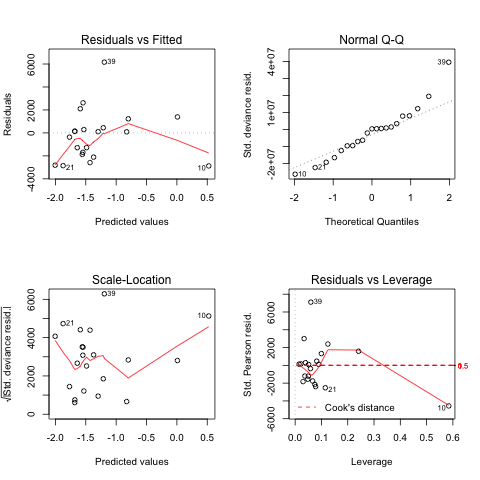 Residuals vs Fitted
Residuals
-4000 0 2000 6000
39
21
10
-2.0 -1.5 -1.0 -0.5 0.0 0.5
Predicted values
Normal Q-Q
Std. deviance resid.
-2e+07 1e+07 4e+07
39
21
10
-2 -1 0 1 2
Theoretical Quantiles
Scale-Location
√|Std. deviance resid.|
0 2000 4000 6000
39
10
21
-2.0 -1.5 -1.0 -0.5 0.0 0.5
Predicted values
Residuals vs Leverage
Std. Pearson resid.
-6000 -2000 2000 6000
39
21
10
Cook's distance
0.0 0.1 0.2 0.3 0.4 0.5 0.6
Leverage